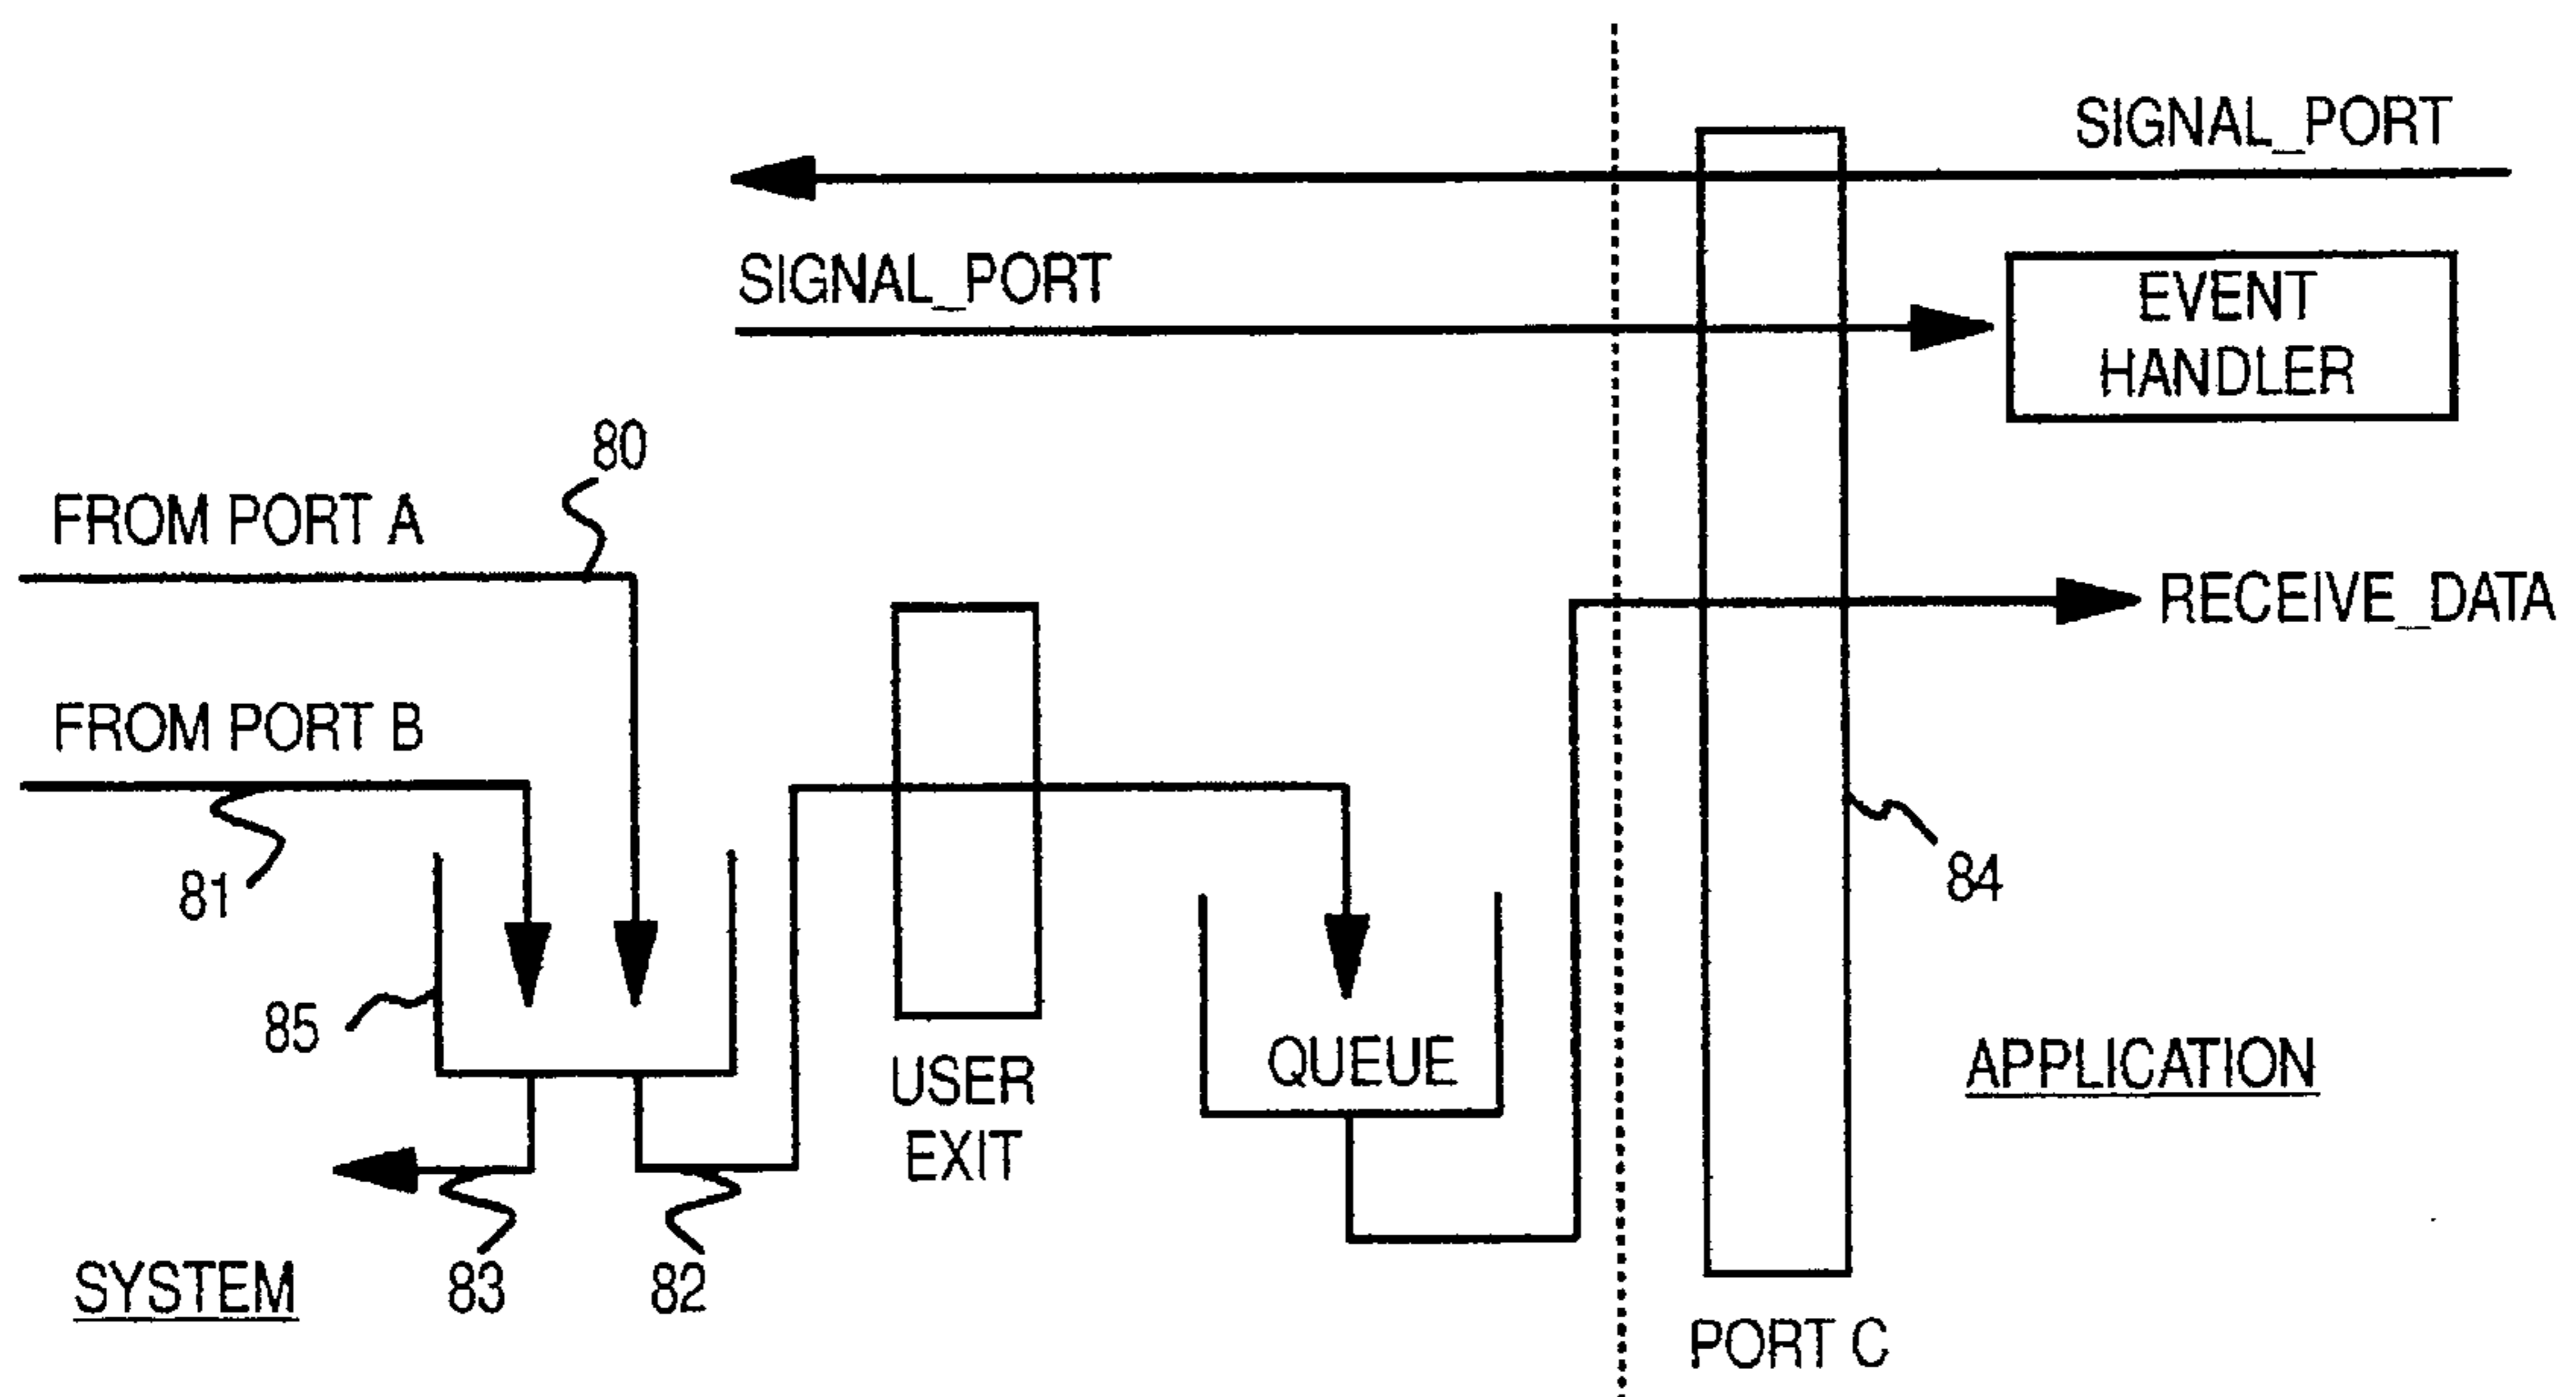 SIGNAL_PORT
SIGNAL_PORT
EVENT
HANDLER
80
FROM PORT A
RECEIVE_DATA
FROM PORT B
81
84
85
USER
EXIT
QUEUE
APPLICATION
SYSTEM
83
82
PORT C